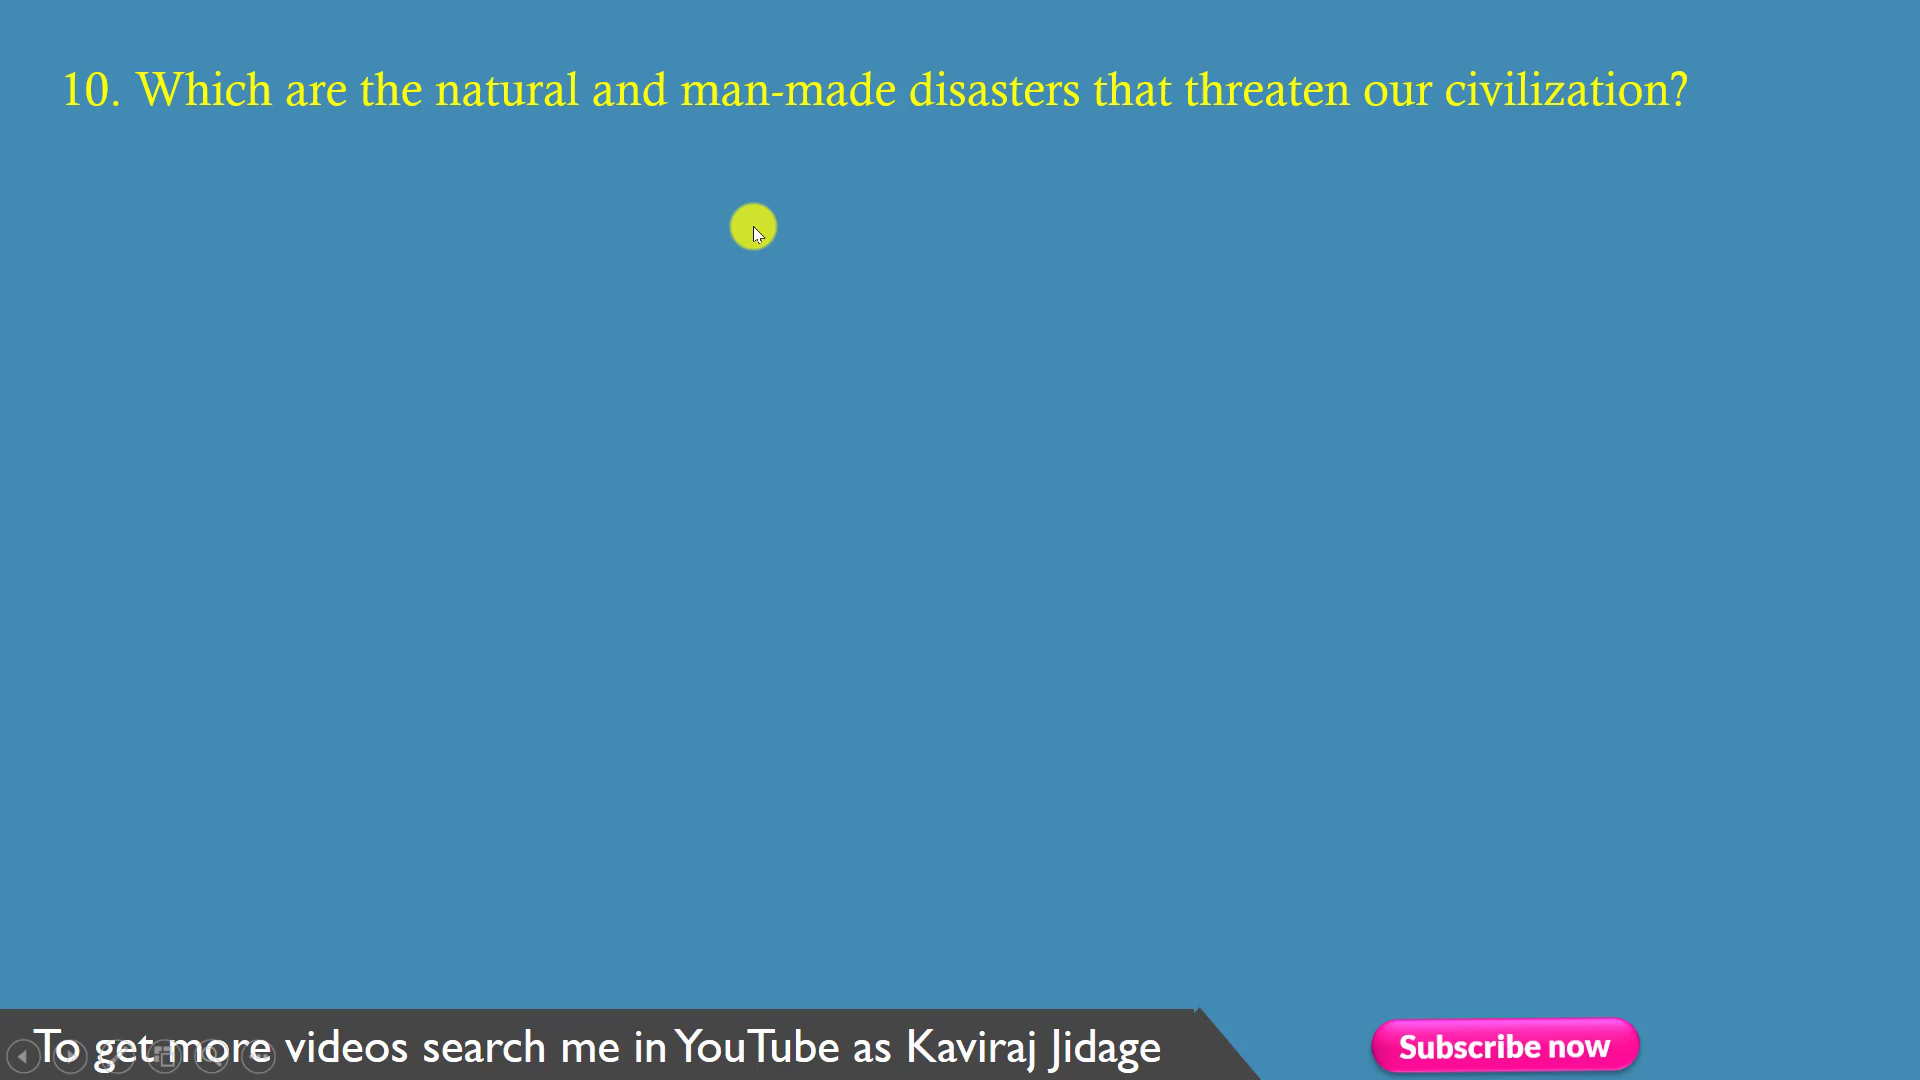 10. Which are the natural and man-made disasters that threaten our civilization?
To get more videos search me in YouTube as Kaviraj Jidage
Subscribe now